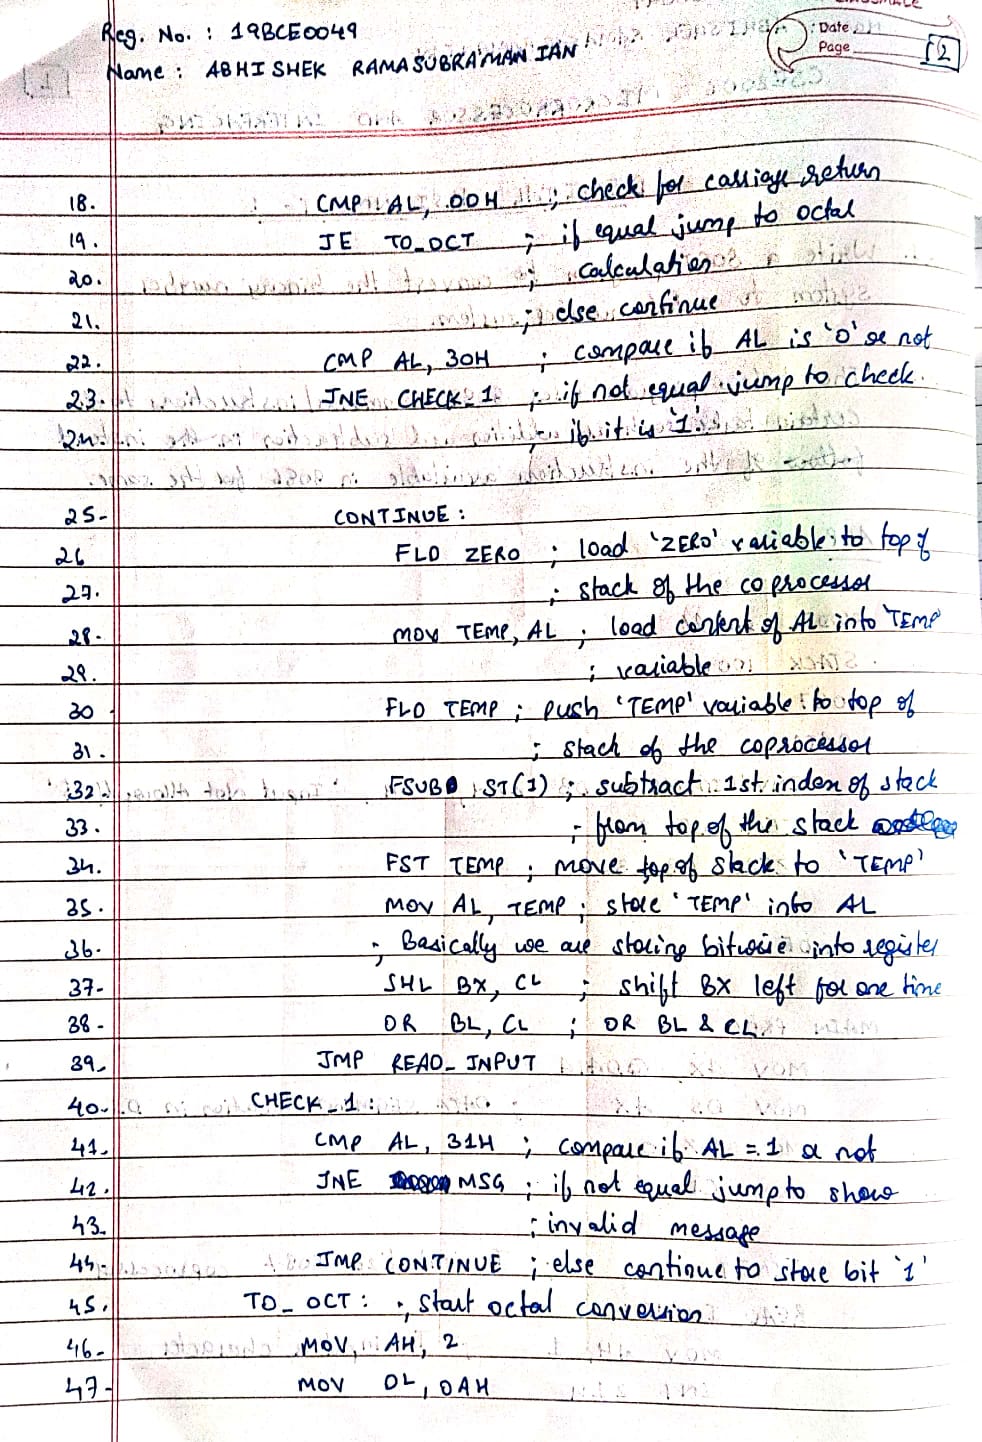 Reg. No. : 19BCE0049
Name : ABHISHEK RAMASUBRAMANIAN
Date
Page
12
18. CMP AL, 0DH ; check for carriage return
19. JE TO_OCT ; if equal jump to octal
20. ; calculation
21. ; else continue
22. CMP AL, 30H ; compare if AL is '0' or not
23. JNE CHECK_1 ; if not equal jump to check
24. ; if it is '1'
25. CONTINUE :
26 FLD ZERO ; load 'ZERO' variable to top of
27. ; stack of the coprocessor
28. MOV TEMP, AL ; load content of AL into 'TEMP'
29. ; variable
30 FLD TEMP ; push 'TEMP' variable to top of
31. ; stack of the coprocessor
32. FSUB ST(1) ; subtract 1st index of stack
33. ; from top of the stack
34. FST TEMP ; move top of stack to 'TEMP'
35. MOV AL, TEMP ; store 'TEMP' into AL
36. ; Basically we are storing bitwise into register
37. SHL BX, CL ; shift BX left for one time
38. OR BL, CL ; OR BL & CL.
39. JMP READ_INPUT
40. CHECK_1 :
41. CMP AL, 31H ; compare if AL = 1 or not
42. JNE MSG ; if not equal jump to show
43. ; invalid message
44. JMP CONTINUE ; else continue to store bit '1'
45. TO_OCT : ; start octal conversion
46. MOV AH, 2
47. MOV DL, 0AH